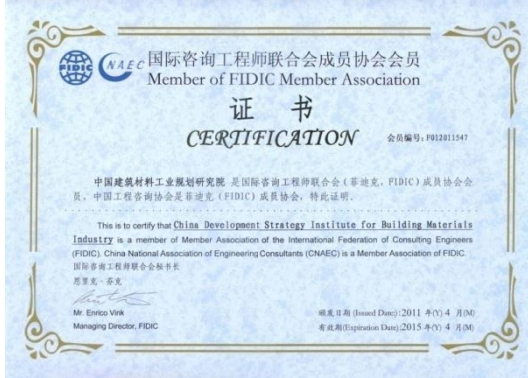 FIDIC
CNAEC
国际咨询工程师联合会成员协会会员
Member of FIDIC Member Association
证 书
CERTIFICATION
会员编号：F012011547
中国建筑材料工业规划研究院 是国际咨询工程师联合会（菲迪克，FIDIC）成员协会会
员。中国工程咨询协会是菲迪克（FIDIC）成员协会，特此证明。
This is to certify that China Development Strategy Institute for Building Materials
Industry is a member of Member Association of the International Federation of Consulting Engineers
(FIDIC). China National Association of Engineering Consultants (CNAEC) is a Member Association of FIDIC.
国际咨询工程师联合会秘书长
恩里克·芬克
Mr. Enrico Vink
Managing Director, FIDIC
颁发日期 (Issued Date):2011 年(Y) 4 月(M)
有效期(Expiration Date):2015 年(Y) 4 月(M)